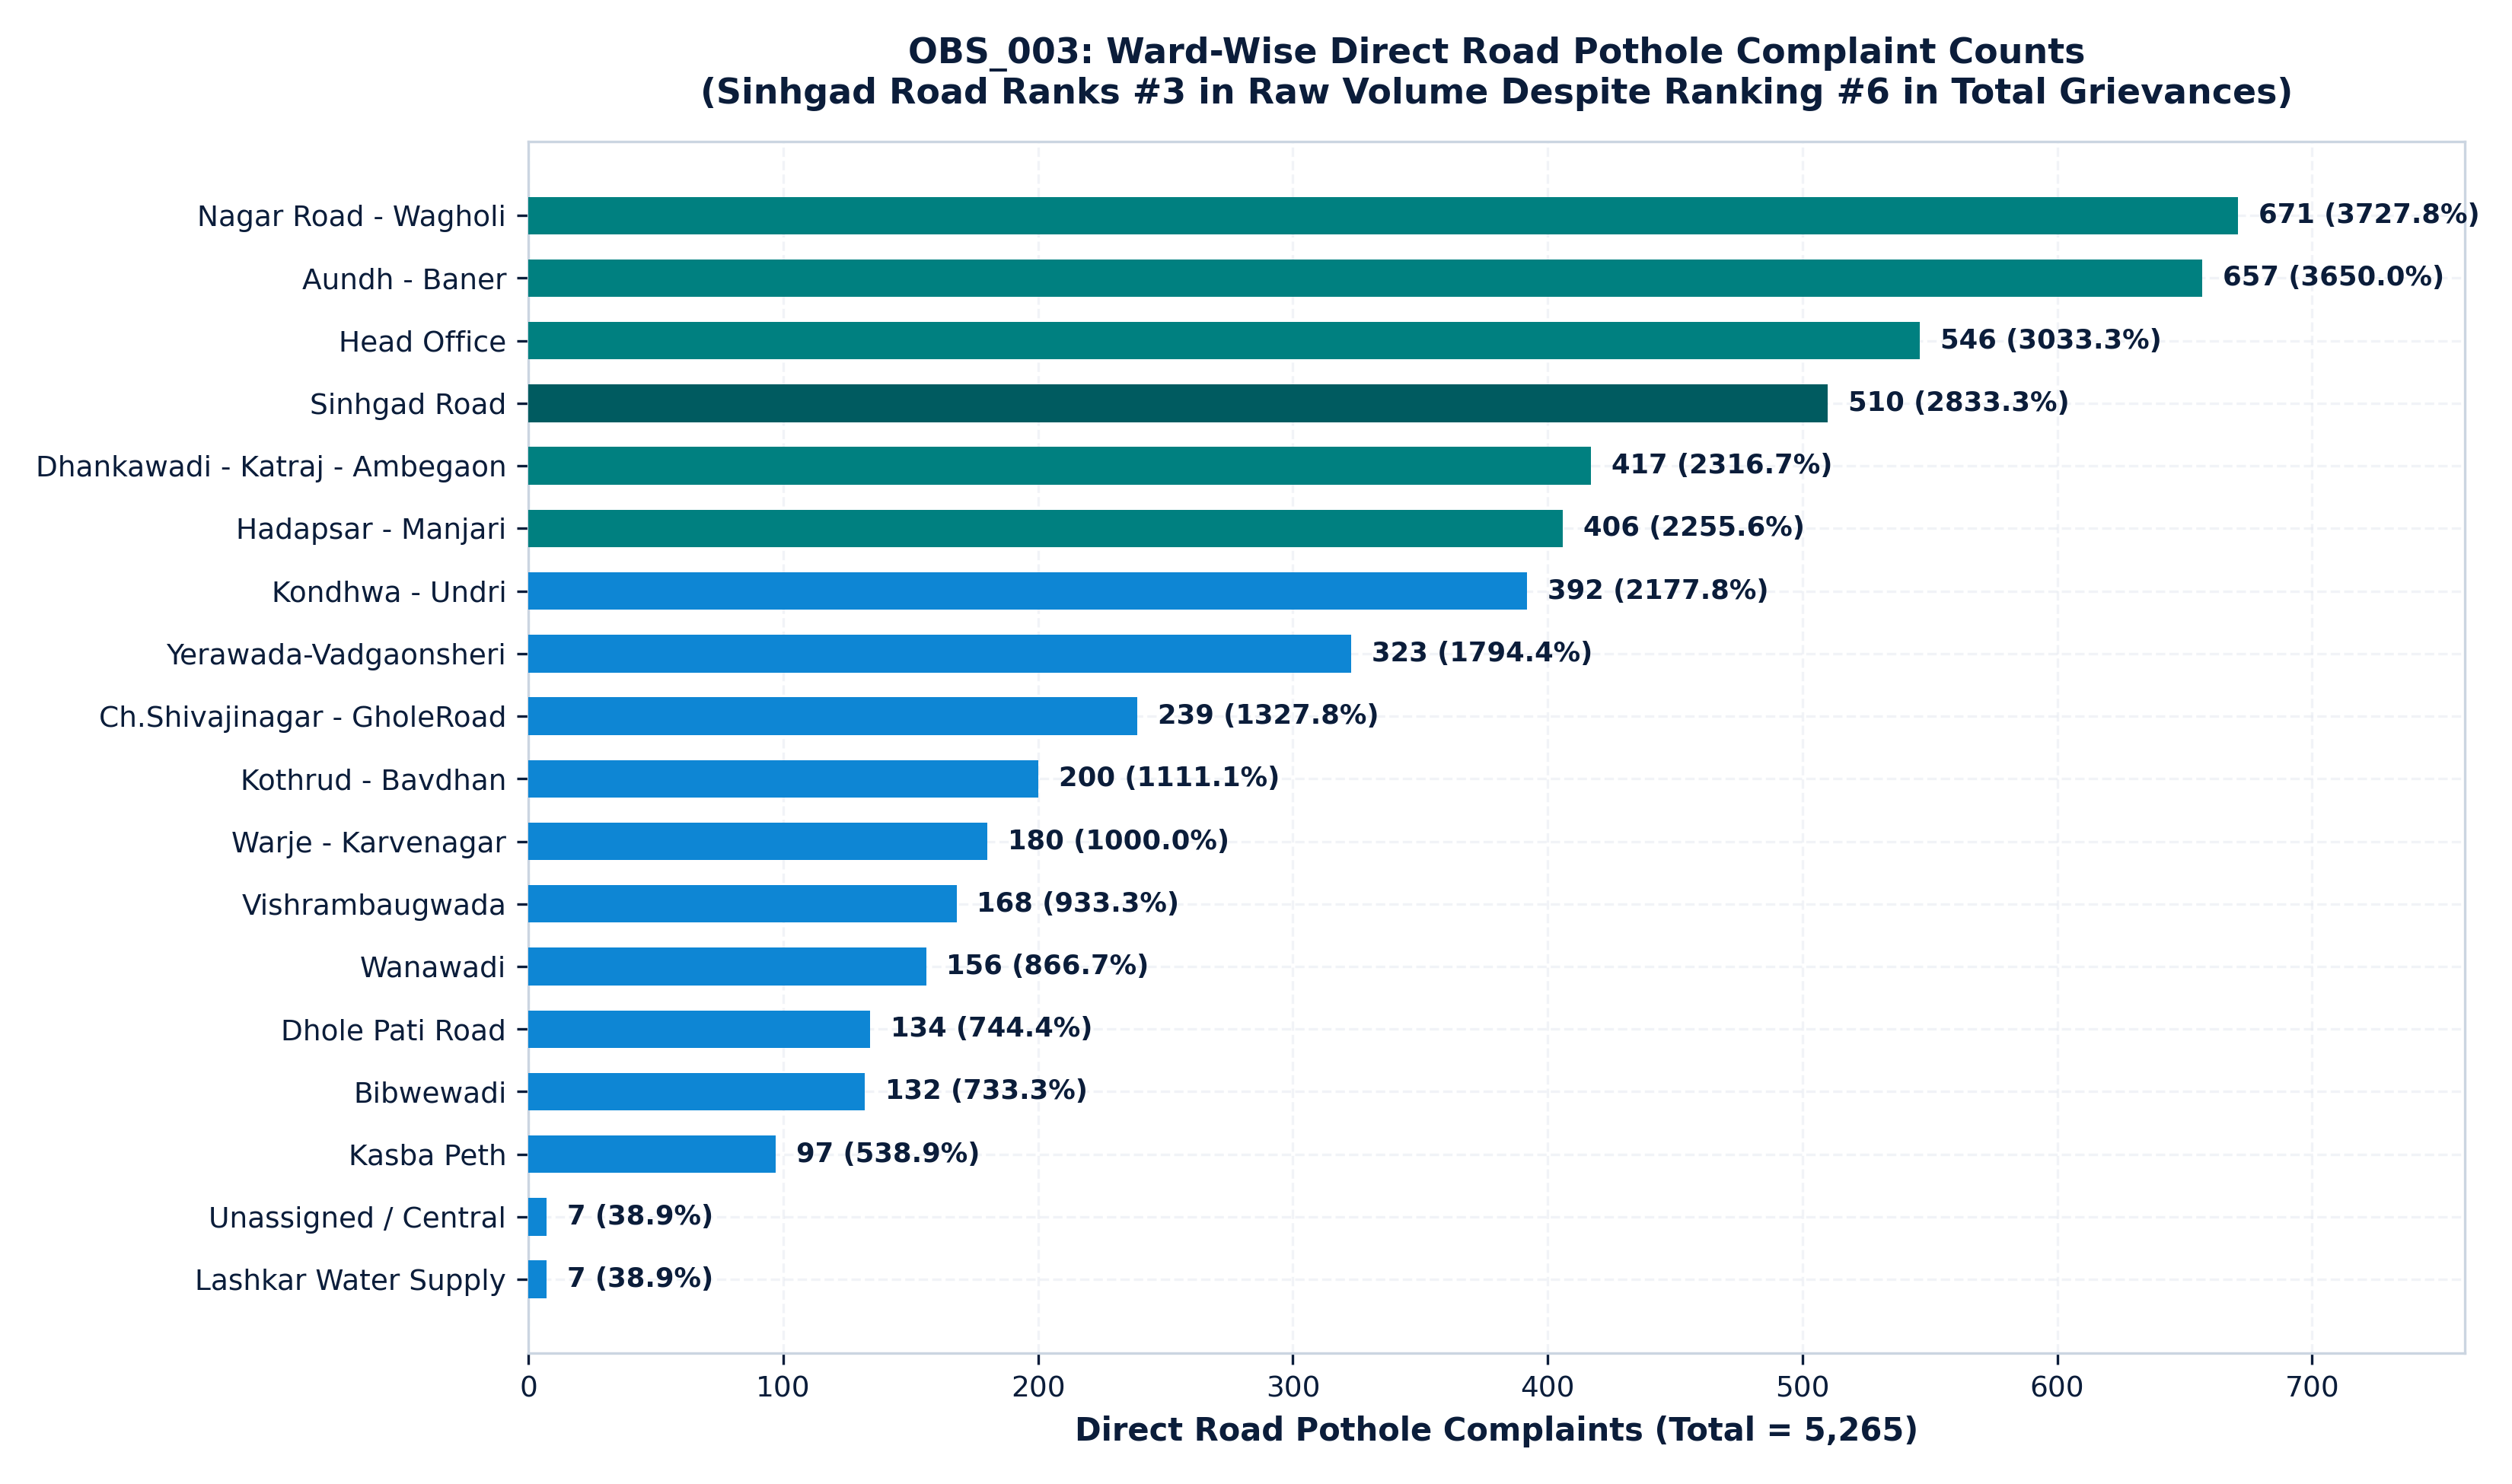 OBS_003: Ward-Wise Direct Road Pothole Complaint Counts
(Sinhgad Road Ranks #3 in Raw Volume Despite Ranking #6 in Total Grievances)
Nagar Road - Wagholi 671 (3727.8%)
Aundh - Baner 657 (3650.0%)
Head Office 546 (3033.3%)
Sinhgad Road 510 (2833.3%)
Dhankawadi - Katraj - Ambegaon 417 (2316.7%)
Hadapsar - Manjari 406 (2255.6%)
Kondhwa - Undri 392 (2177.8%)
Yerawada-Vadgaonsheri 323 (1794.4%)
Ch.Shivajinagar - GholeRoad 239 (1327.8%)
Kothrud - Bavdhan 200 (1111.1%)
Warje - Karvenagar 180 (1000.0%)
Vishrambaugwada 168 (933.3%)
Wanawadi 156 (866.7%)
Dhole Pati Road 134 (744.4%)
Bibwewadi 132 (733.3%)
Kasba Peth 97 (538.9%)
Unassigned / Central 7 (38.9%)
Lashkar Water Supply 7 (38.9%)
0 100 200 300 400 500 600 700
Direct Road Pothole Complaints (Total = 5,265)